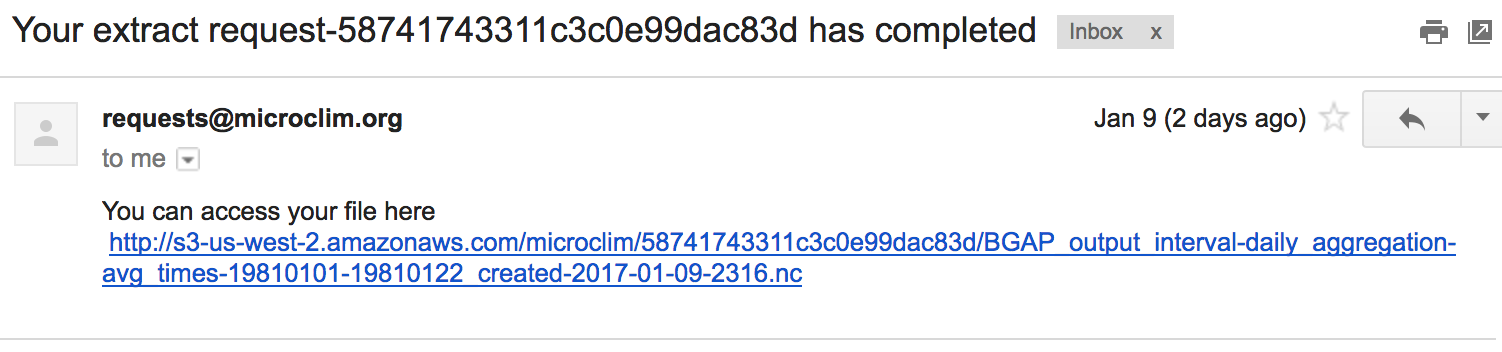 Your extract request-58741743311c3c0e99dac83d has completed Inbox x
requests@microclim.org Jan 9 (2 days ago)
to me
You can access your file here
http://s3-us-west-2.amazonaws.com/microclim/58741743311c3c0e99dac83d/BGAP_output_interval-daily_aggregation-
avg_times-19810101-19810122_created-2017-01-09-2316.nc